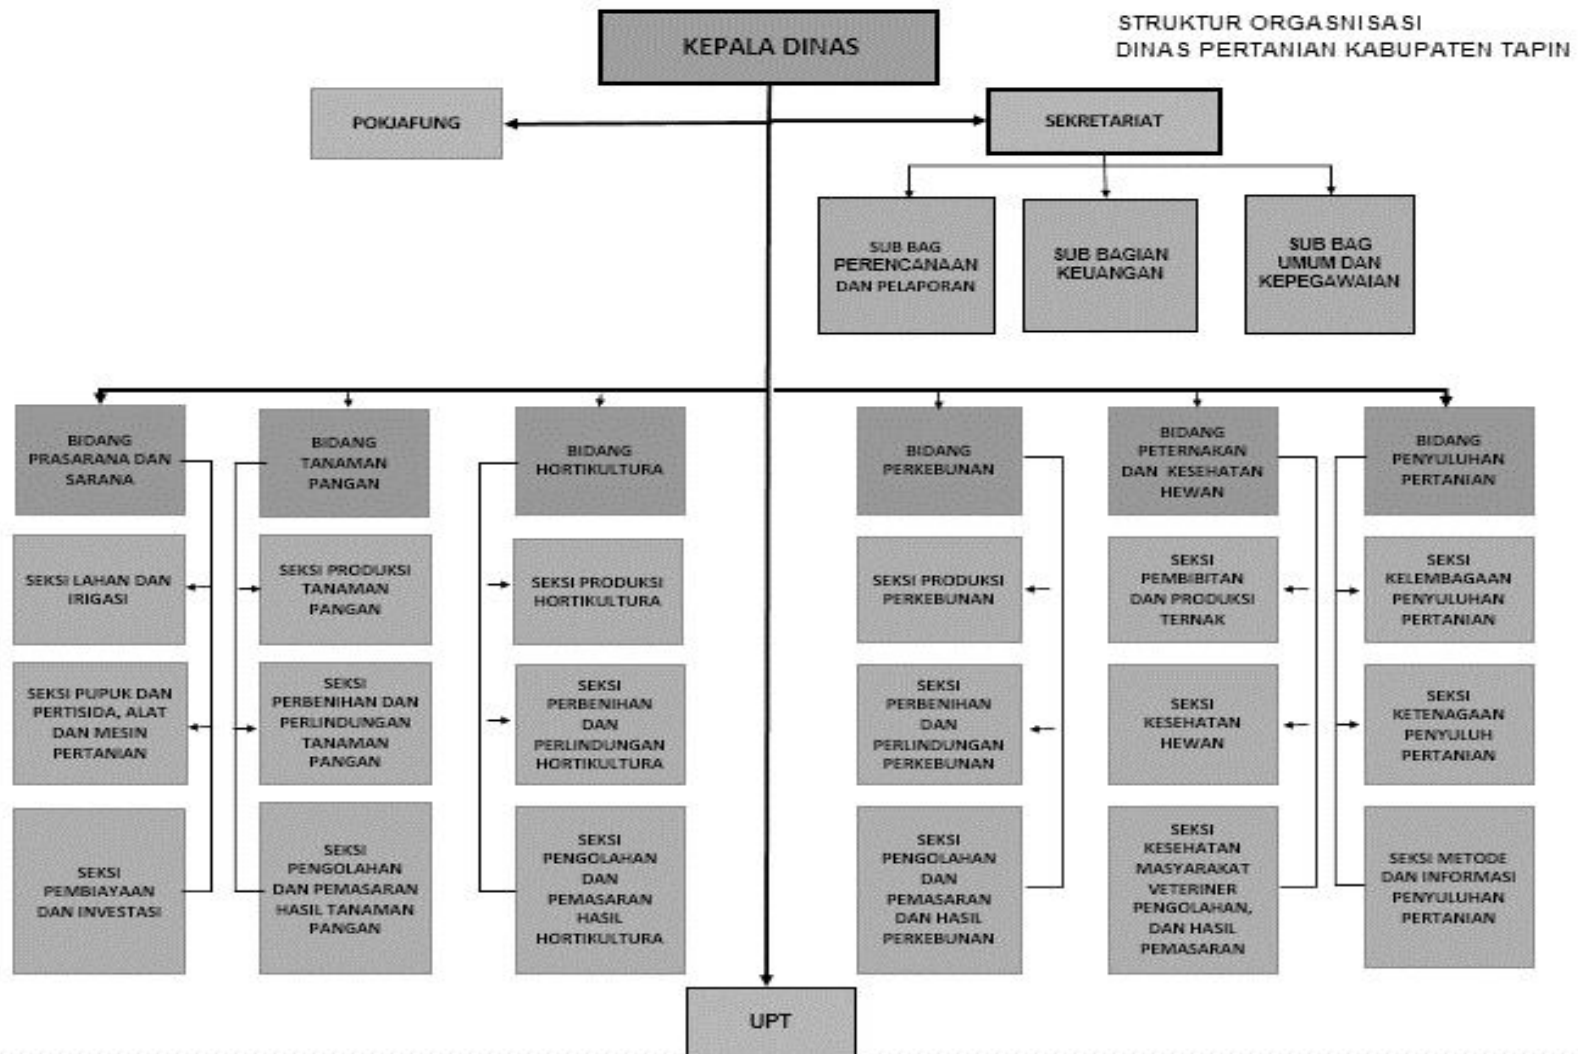 STRUKTUR ORGASNISASI
DINAS PERTANIAN KABUPATEN TAPIN
KEPALA DINAS
POKJAFUNG
SEKRETARIAT
SUB BAG
PERENCANAAN
DAN PELAPORAN
SUB BAGIAN
KEUANGAN
SUB BAG
UMUM DAN
KEPEGAWAIAN
BIDANG
PRASARANA DAN
SARANA
BIDANG
TANAMAN
PANGAN
BIDANG
HORTIKULTURA
BIDANG
PERKEBUNAN
BIDANG
PETERNAKAN
DAN KESEHATAN
HEWAN
BIDANG
PENYULUHAN
PERTANIAN
SEKSI LAHAN DAN
IRIGASI
SEKSI PRODUKSI
TANAMAN
PANGAN
SEKSI PRODUKSI
HORTIKULTURA
SEKSI PRODUKSI
PERKEBUNAN
SEKSI
PEMBIBITAN
DAN PRODUKSI
TERNAK
SEKSI
KELEMBAGAAN
PENYULUHAN
PERTANIAN
SEKSI PUPUK DAN
PERTISIDA, ALAT
DAN MESIN
PERTANIAN
SEKSI
PERBENIHAN DAN
PERLINDUNGAN
TANAMAN
PANGAN
SEKSI
PERBENIHAN
DAN
PERLINDUNGAN
HORTIKULTURA
SEKSI
PERBENIHAN
DAN
PERLINDUNGAN
PERKEBUNAN
SEKSI
KESEHATAN
HEWAN
SEKSI
KETENAGAAN
PENYULUH
PERTANIAN
SEKSI
PEMBIAYAAN
DAN INVESTASI
SEKSI
PENGOLAHAN
DAN PEMASARAN
HASIL TANAMAN
PANGAN
SEKSI
PENGOLAHAN
DAN
PEMASARAN
HASIL
HORTIKULTURA
SEKSI
PENGOLAHAN
DAN
PEMASARAN
DAN HASIL
PERKEBUNAN
SEKSI
KESEHATAN
MASYARAKAT
VETERINER
PENGOLAHAN,
DAN HASIL
PEMASARAN
SEKSI METODE
DAN INFORMASI
PENYULUHAN
PERTANIAN
UPT